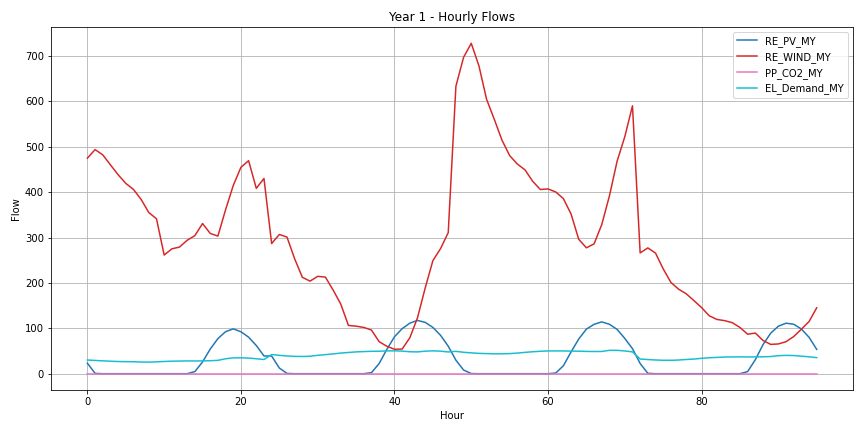 Year 1 - Hourly Flows
RE_PV_MY
RE_WIND_MY
PP_CO2_MY
EL_Demand_MY
Flow
700
600
500
400
300
200
100
0
0 20 40 60 80
Hour